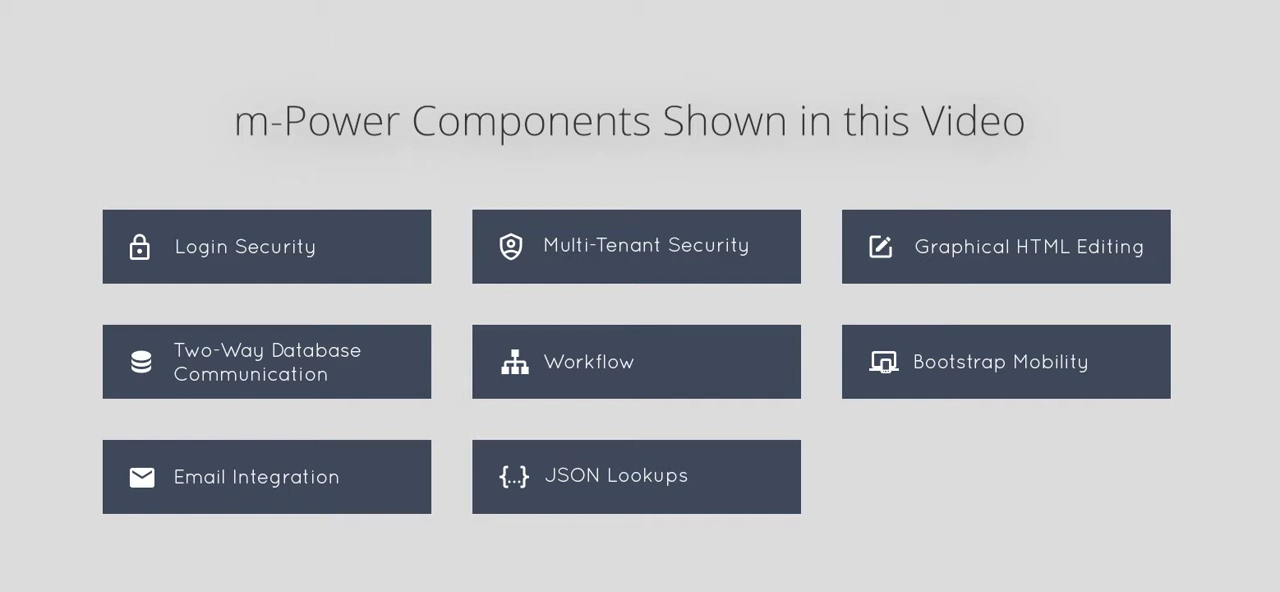 m-Power Components Shown in this Video
Login Security
Multi-Tenant Security
Graphical HTML Editing
Two-Way Database
Communication
Workflow
Bootstrap Mobility
Email Integration
JSON Lookups